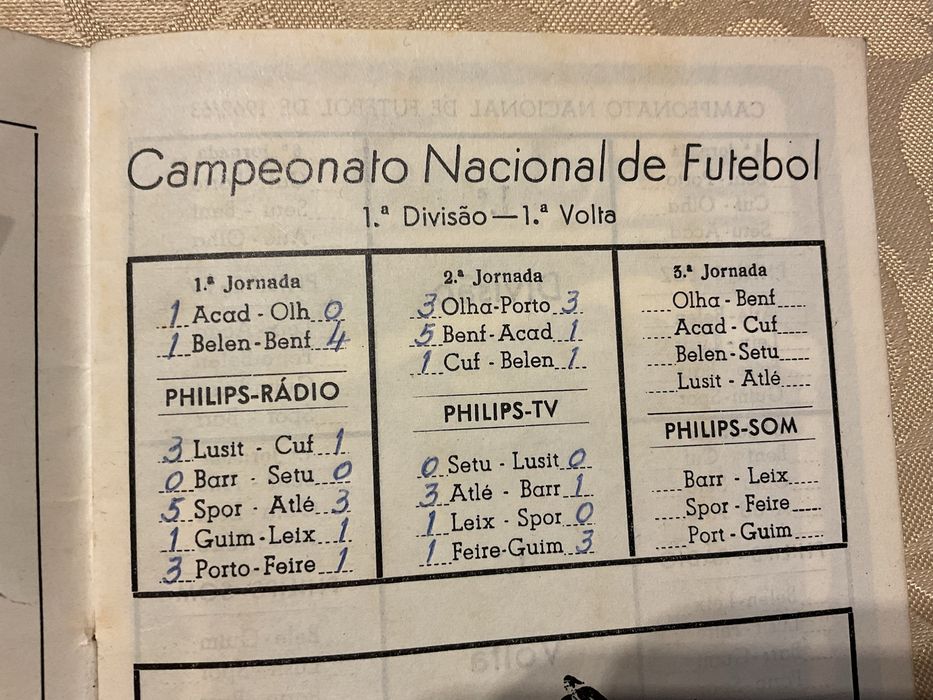 Campeonato Nacional de Futebol
1.ª Divisão — 1.ª Volta
1.ª Jornada
1 Acad - Olh 0
1 Belen - Benf 4
PHILIPS-RÁDIO
3 Lusit - Cuf 1
0 Barr - Setu 0
5 Spor - Atlé 3
1 Guim - Leix 1
3 Porto - Feire 1
2.ª Jornada
3 Olha-Porto 3
5 Benf - Acad 1
1 Cuf - Belen 1
PHILIPS-TV
0 Setu - Lusit 0
3 Atlé - Barr 1
1 Leix - Spor 0
1 Feire-Guim 3
3.ª Jornada
Olha - Benf
Acad - Cuf
Belen - Setu
Lusit - Atlé
PHILIPS-SOM
Barr - Leix
Spor - Feire
Port - Guim